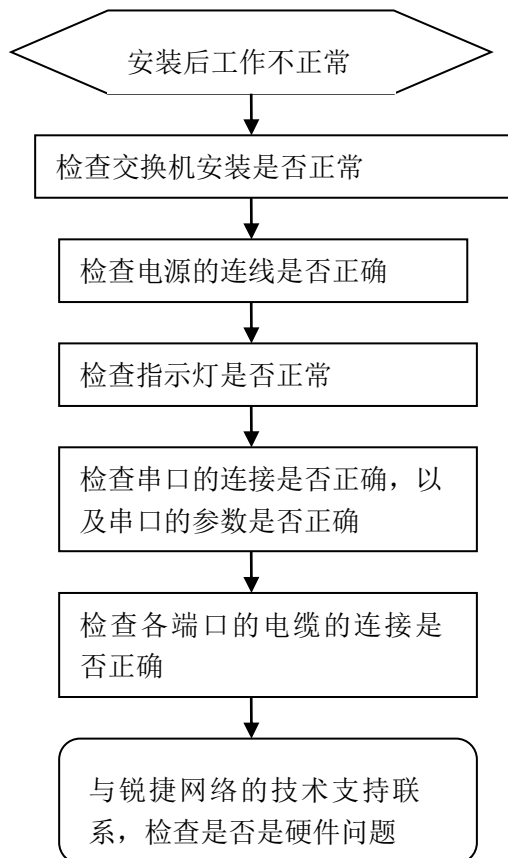 安装后工作不正常
检查交换机安装是否正常
检查电源的连线是否正确
检查指示灯是否正常
检查串口的连接是否正确，以
及串口的参数是否正确
检查各端口的电缆的连接是
否正确
与锐捷网络的技术支持联
系，检查是否是硬件问题